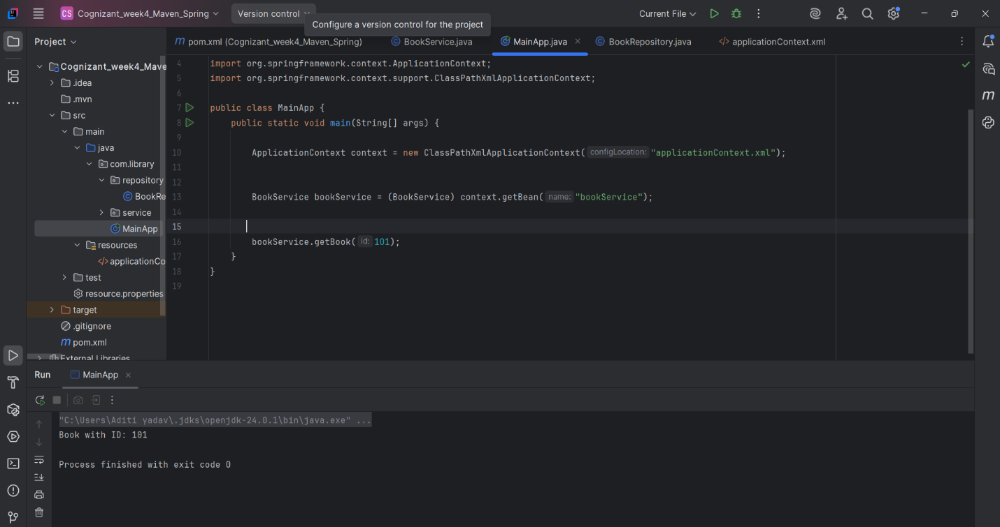 CS Cognizant_week4_Maven_Spring Version control Current File
Configure a version control for the project
Project
pom.xml (Cognizant_week4_Maven_Spring) BookService.java MainApp.java BookRepository.java applicationContext.xml
Cognizant_week4_Mave
.idea
.mvn
src
main
java
com.library
repository
BookRe
service
MainApp
resources
applicationCo
test
resource.properties
target
.gitignore
pom.xml
External Libraries
4 import org.springframework.context.ApplicationContext;
5 import org.springframework.context.support.ClassPathXmlApplicationContext;
6
7 public class MainApp {
8 public static void main(String[] args) {
9
10 ApplicationContext context = new ClassPathXmlApplicationContext( configLocation: "applicationContext.xml");
11
12
13 BookService bookService = (BookService) context.getBean( name: "bookService");
14
15
16 bookService.getBook( id: 101);
17 }
18 }
19
Run MainApp
"C:\Users\Aditi yadav\.jdks\openjdk-24.0.1\bin\java.exe" ...
Book with ID: 101
Process finished with exit code 0